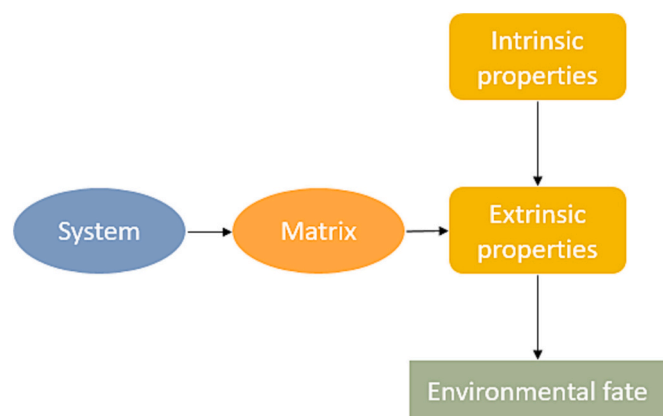 Intrinsic
properties
System
Matrix
Extrinsic
properties
Environmental fate